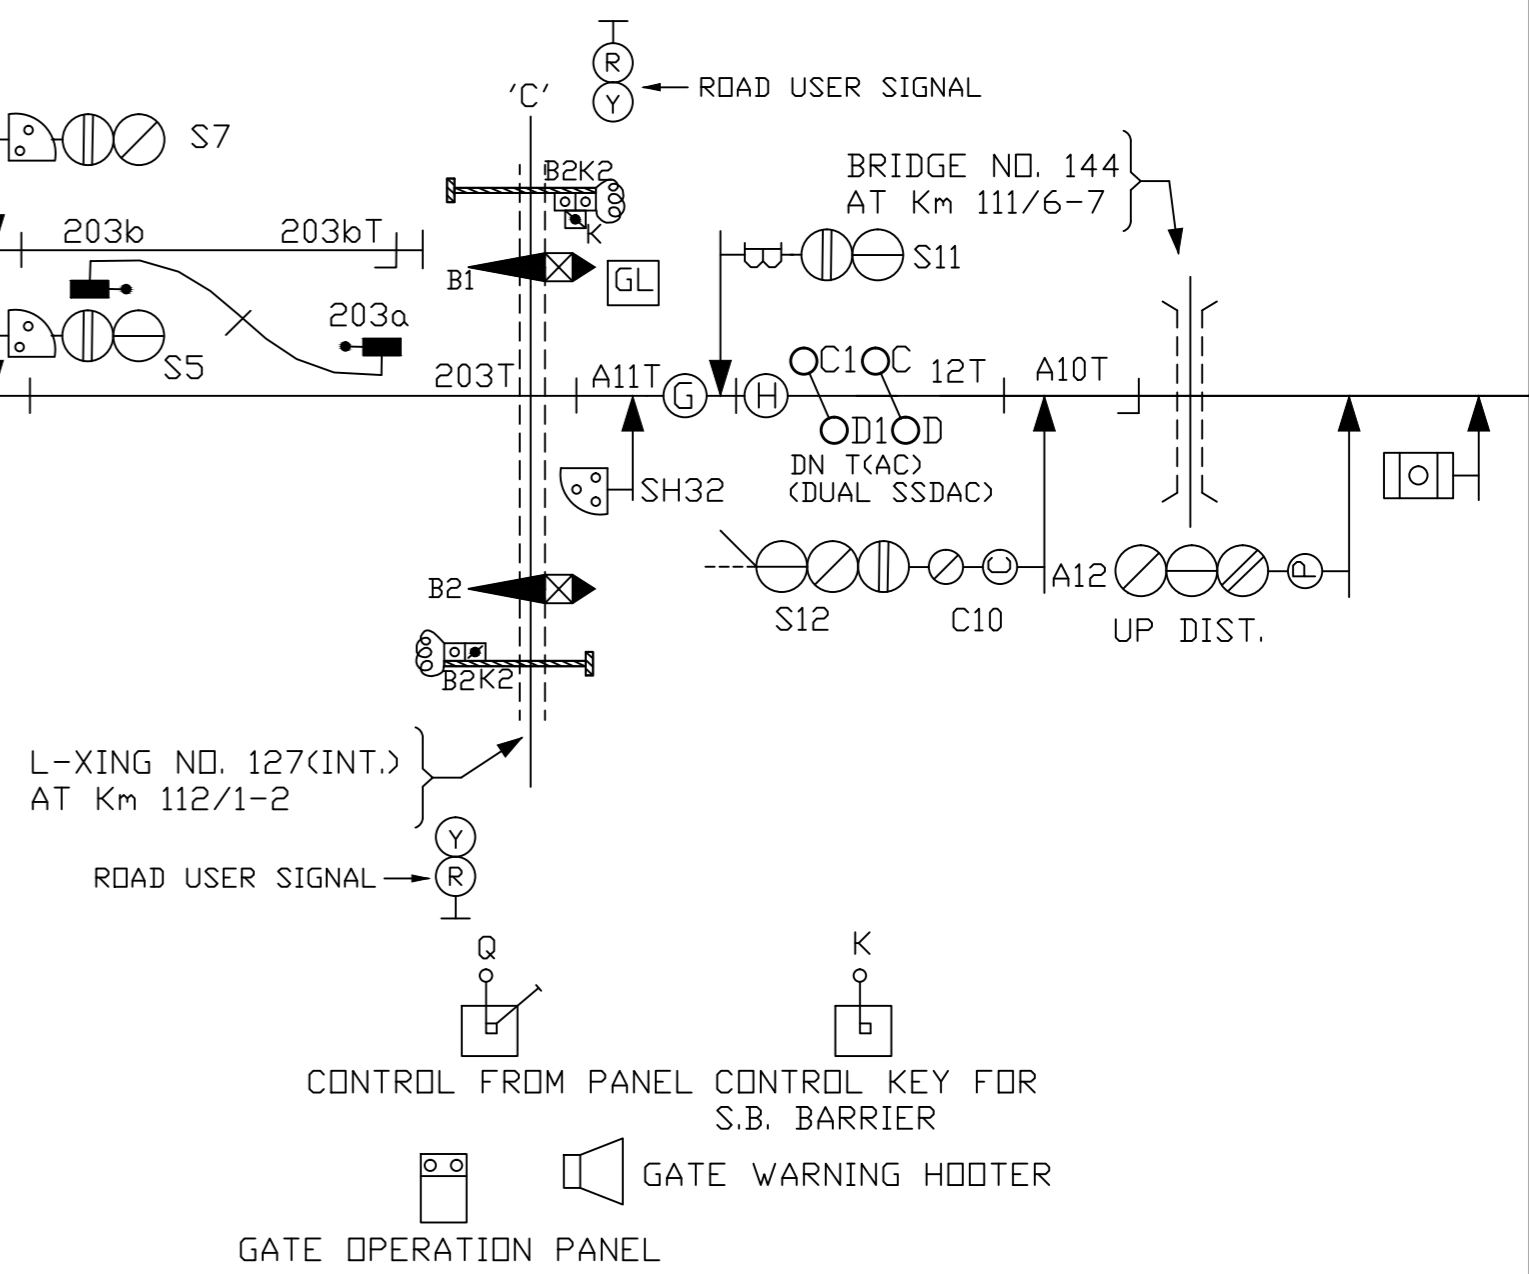 R
Y
ROAD USER SIGNAL
'C'
S7
B2K2
K
BRIDGE NO. 144
AT Km 111/6-7
203b
203bT
B1
GL
S11
203a
S5
203T
A11T
G
H
C1
C
12T
A10T
D1
D
DN T(AC)
(DUAL SSDAC)
SH32
B2
S12
C
C10
A12
P
UP DIST.
B2K2
L-XING NO. 127(INT.)
AT Km 112/1-2
Y
R
ROAD USER SIGNAL
Q
K
CONTROL FROM PANEL
CONTROL KEY FOR
S.B. BARRIER
GATE WARNING HOOTER
GATE OPERATION PANEL